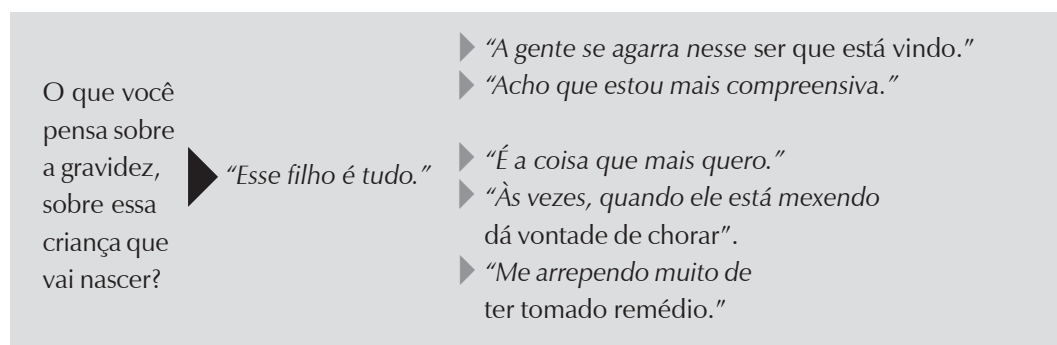 O que você
pensa sobre
a gravidez,
sobre essa
criança que
vai nascer?
“Esse filho é tudo.”
“A gente se agarra nesse ser que está vindo.”
“Acho que estou mais compreensiva.”
“É a coisa que mais quero.”
“Às vezes, quando ele está mexendo
dá vontade de chorar”.
“Me arrependo muito de
ter tomado remédio.”